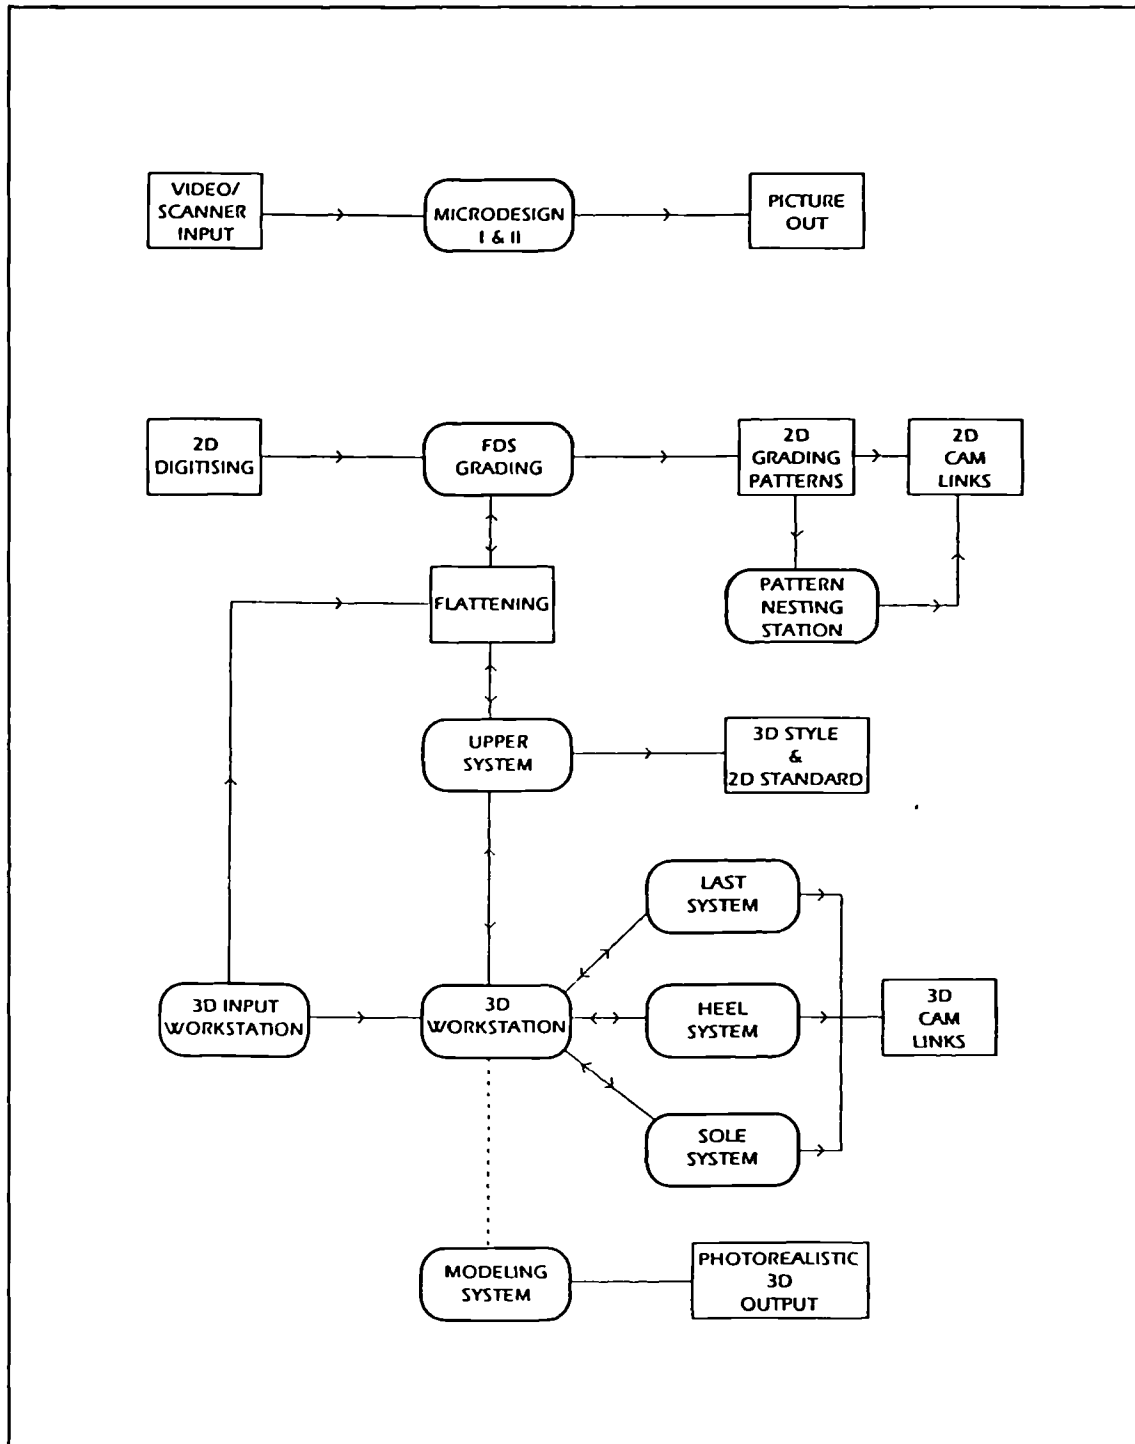 VIDEO/
SCANNER
INPUT
MICRODESIGN
I & II
PICTURE
OUT
2D
DIGITISING
FDS
GRADING
2D
GRADING
PATTERNS
2D
CAM
LINKS
FLATTENING
PATTERN
NESTING
STATION
UPPER
SYSTEM
3D STYLE
&
2D STANDARD
LAST
SYSTEM
3D INPUT
WORKSTATION
3D
WORKSTATION
HEEL
SYSTEM
3D
CAM
LINKS
SOLE
SYSTEM
MODELING
SYSTEM
PHOTOREALISTIC
3D
OUTPUT